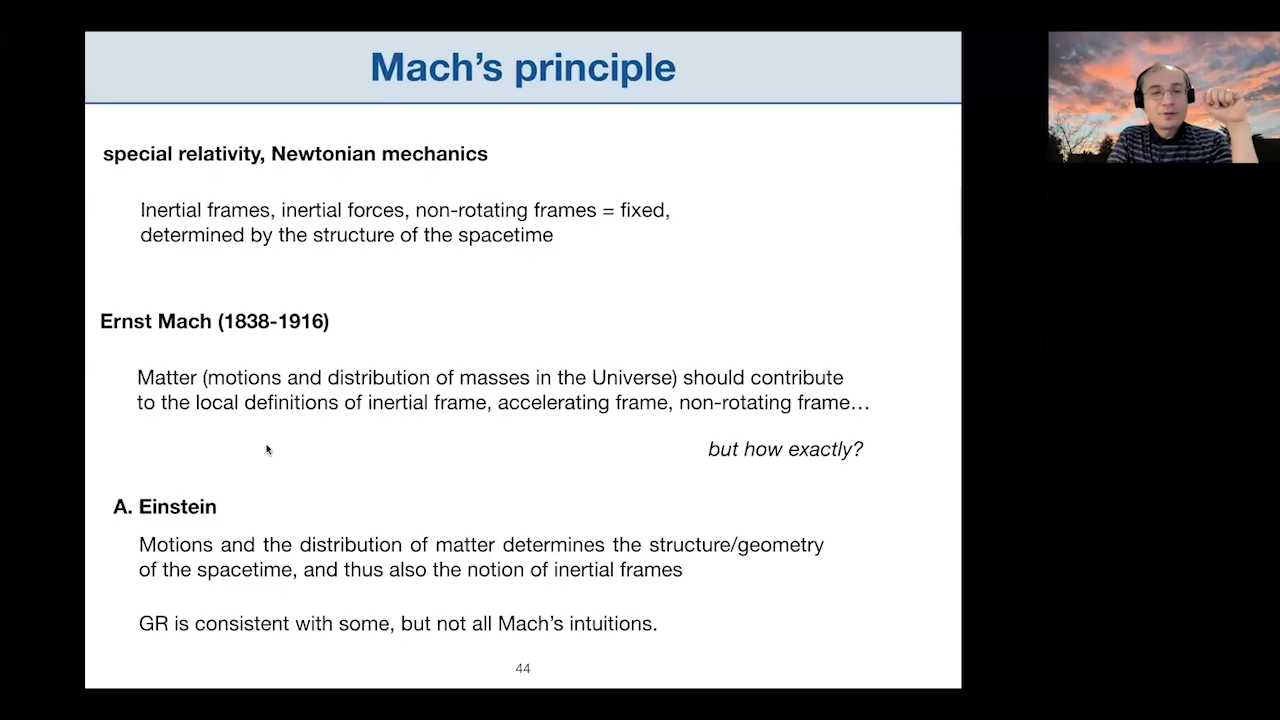 Mach's principle
special relativity, Newtonian mechanics
Inertial frames, inertial forces, non-rotating frames = fixed,
determined by the structure of the spacetime
Ernst Mach (1838-1916)
Matter (motions and distribution of masses in the Universe) should contribute
to the local definitions of inertial frame, accelerating frame, non-rotating frame…
but how exactly?
A. Einstein
Motions and the distribution of matter determines the structure/geometry
of the spacetime, and thus also the notion of inertial frames
GR is consistent with some, but not all Mach's intuitions.
44